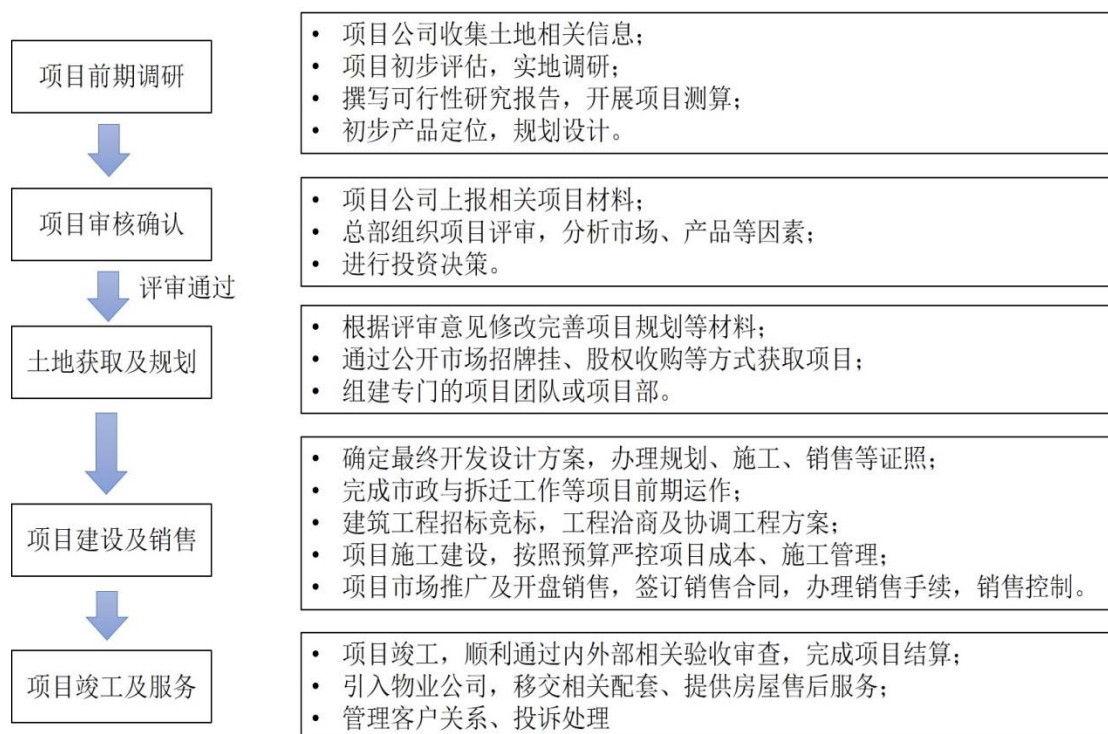 项目前期调研
• 项目公司收集土地相关信息；
• 项目初步评估，实地调研；
• 撰写可行性研究报告，开展项目测算；
• 初步产品定位，规划设计。
项目审核确认
• 项目公司上报相关项目材料；
• 总部组织项目评审，分析市场、产品等因素；
• 进行投资决策。
评审通过
土地获取及规划
• 根据评审意见修改完善项目规划等材料；
• 通过公开市场招牌挂、股权收购等方式获取项目；
• 组建专门的项目团队或项目部。
项目建设及销售
• 确定最终开发设计方案，办理规划、施工、销售等证照；
• 完成市政与拆迁工作等项目前期运作；
• 建筑工程招标竞标，工程洽商及协调工程方案；
• 项目施工建设，按照预算严控项目成本、施工管理；
• 项目市场推广及开盘销售，签订销售合同，办理销售手续，销售控制。
项目竣工及服务
• 项目竣工，顺利通过内外部相关验收审查，完成项目结算；
• 引入物业公司，移交相关配套、提供房屋售后服务；
• 管理客户关系、投诉处理